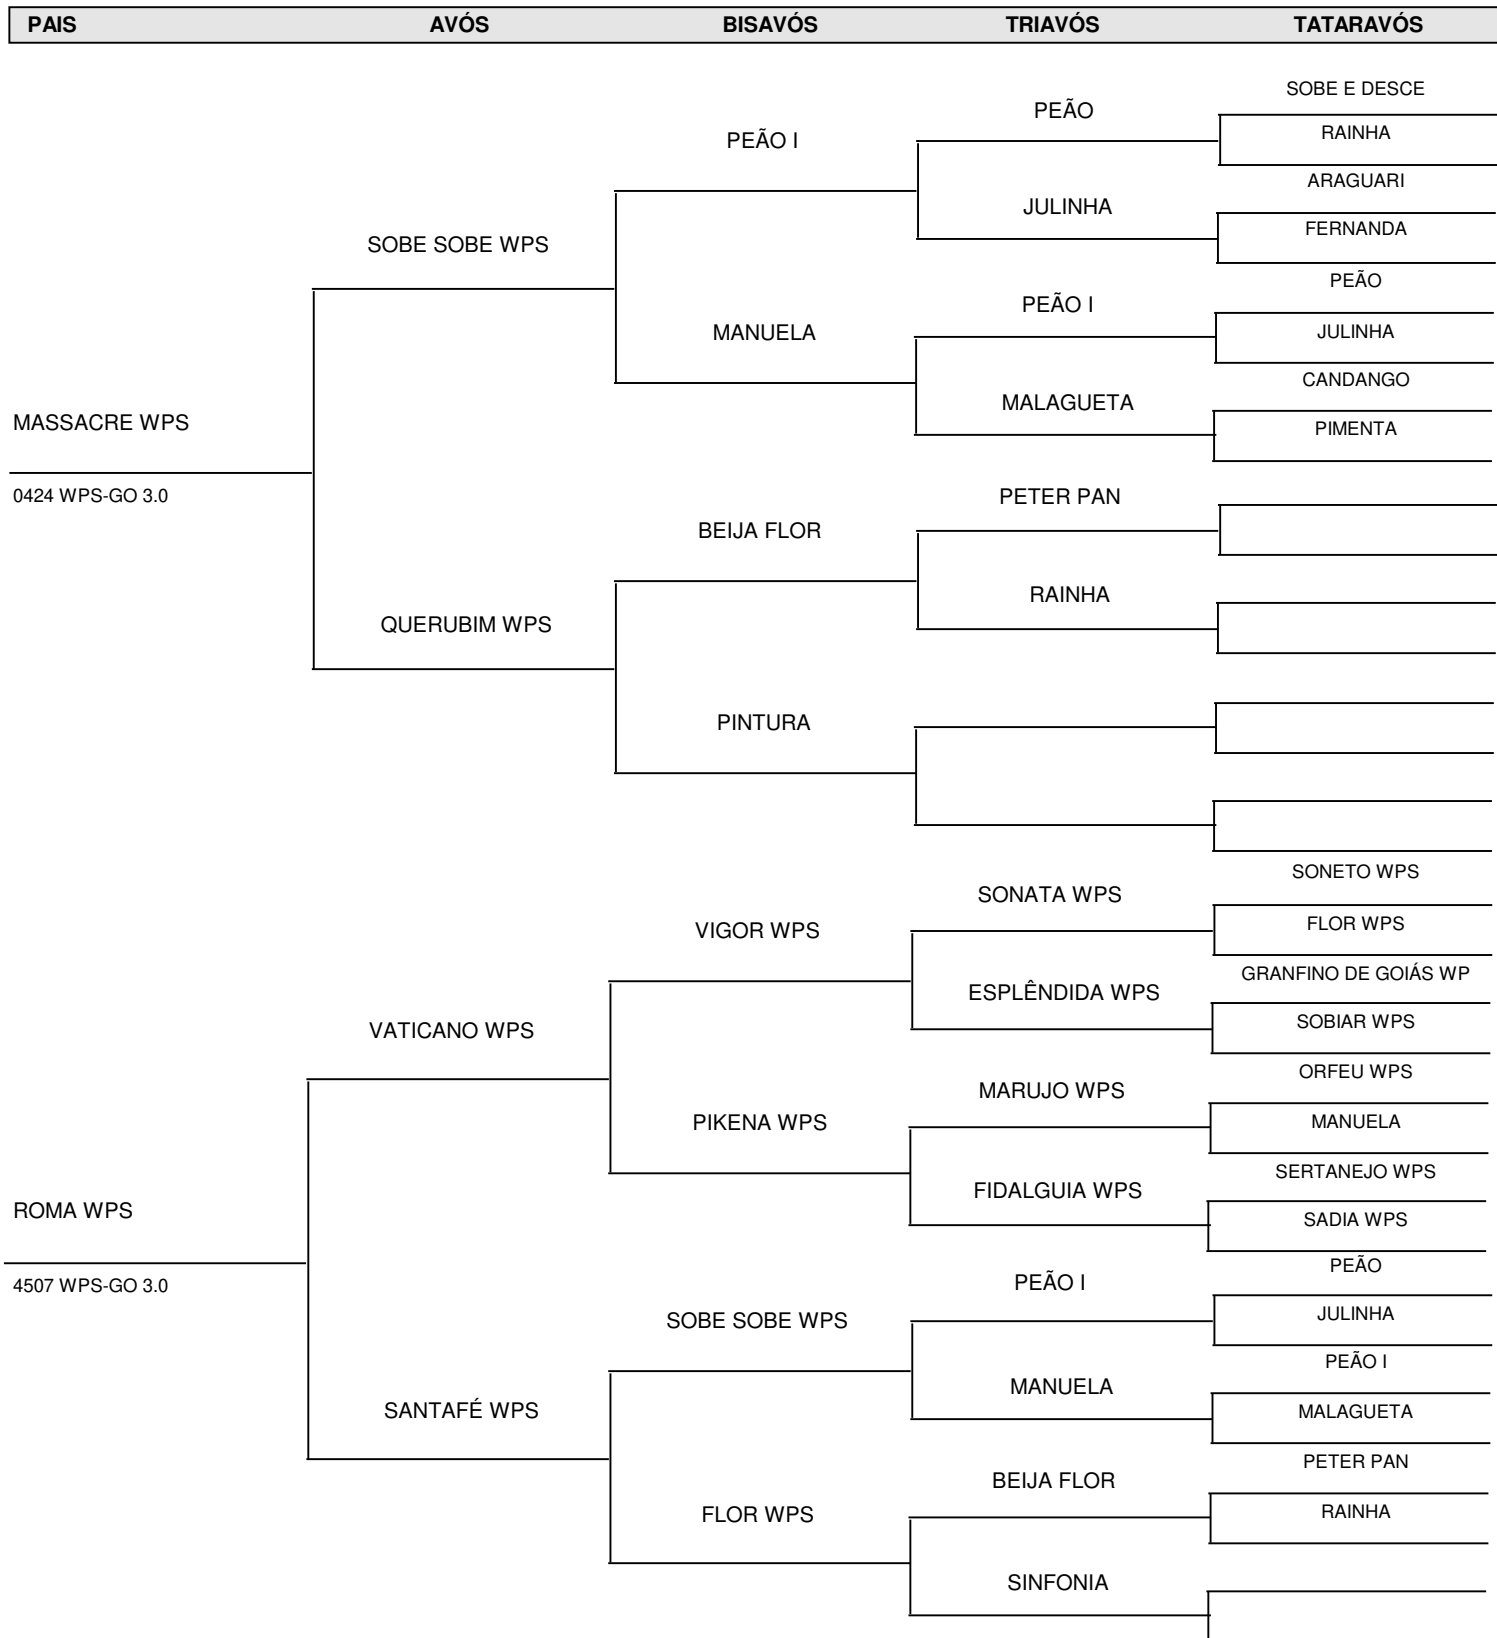 PAIS AVÓS BISAVÓS TRIAVÓS TATARAVÓS
SOBE E DESCE
PEÃO
RAINHA
PEÃO I
ARAGUARI
JULINHA
FERNANDA
SOBE SOBE WPS
PEÃO
PEÃO I
JULINHA
MANUELA
CANDANGO
MALAGUETA
MASSACRE WPS
PIMENTA
0424 WPS-GO 3.0
PETER PAN
BEIJA FLOR
RAINHA
QUERUBIM WPS
PINTURA
SONETO WPS
SONATA WPS
FLOR WPS
VIGOR WPS
GRANFINO DE GOIÁS WP
ESPLÊNDIDA WPS
SOBIAR WPS
VATICANO WPS
ORFEU WPS
MARUJO WPS
MANUELA
PIKENA WPS
SERTANEJO WPS
FIDALGUIA WPS
ROMA WPS
SADIA WPS
PEÃO
4507 WPS-GO 3.0
PEÃO I
JULINHA
SOBE SOBE WPS
PEÃO I
MANUELA
SANTAFÉ WPS
MALAGUETA
PETER PAN
BEIJA FLOR
RAINHA
FLOR WPS
SINFONIA